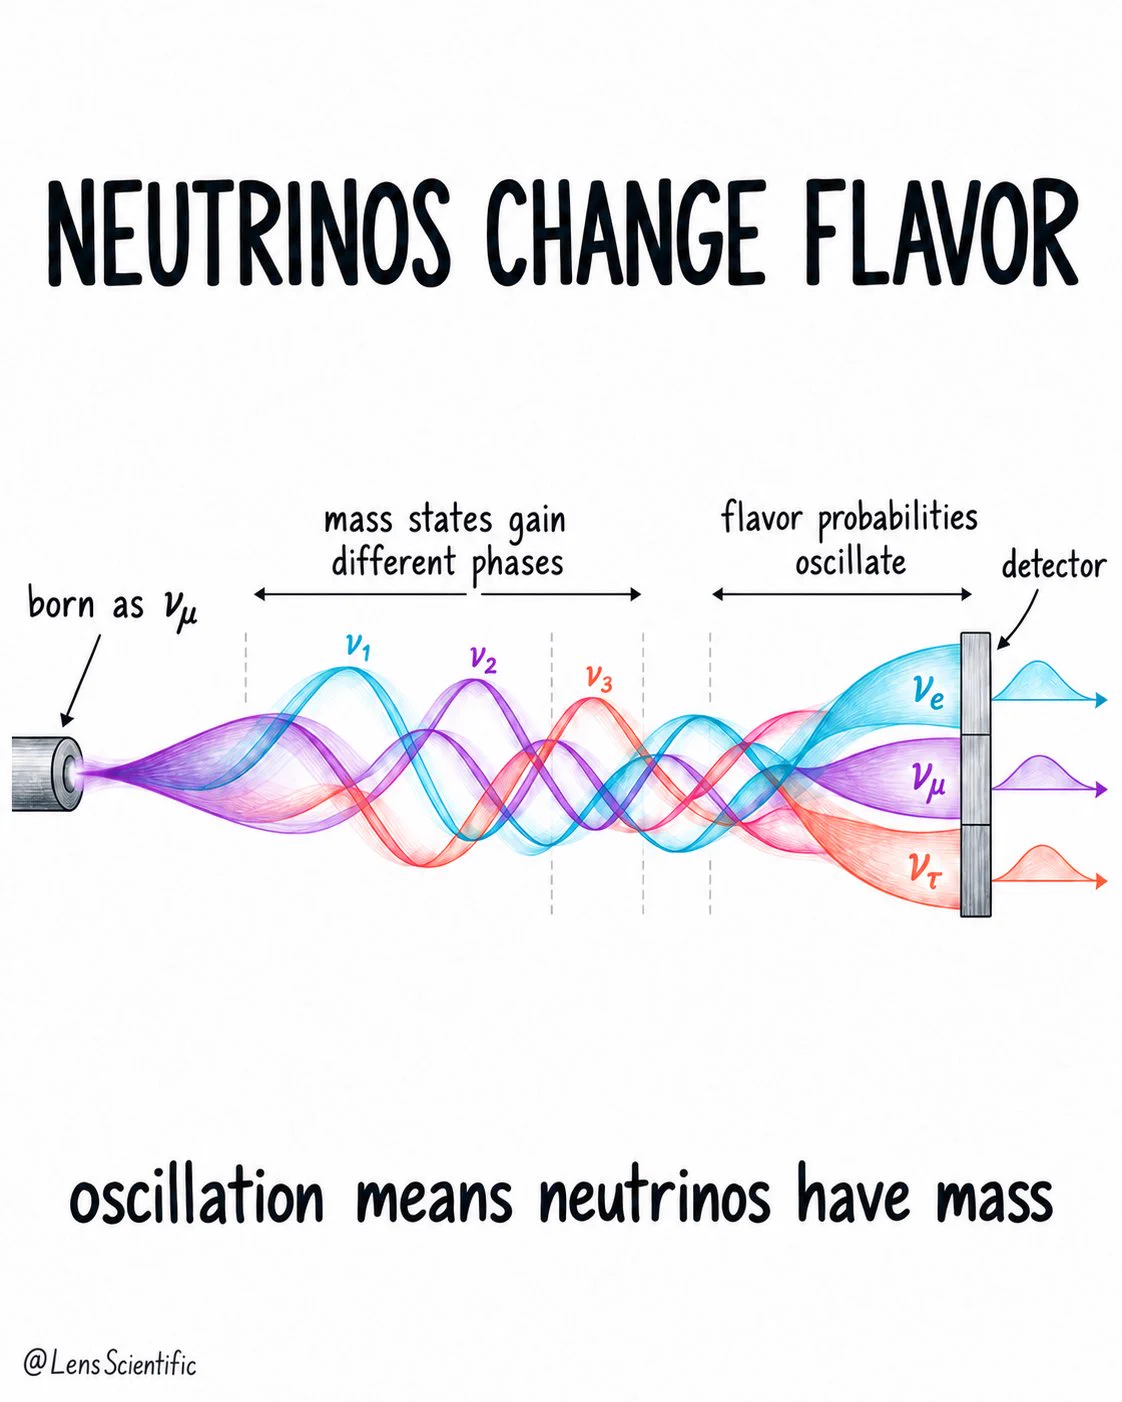 NEUTRINOS CHANGE FLAVOR
mass states gain
different phases
flavor probabilities
oscillate
detector
born as νμ
ν1
ν2
ν3
νe
νμ
ντ
oscillation means neutrinos have mass
@LensScientific